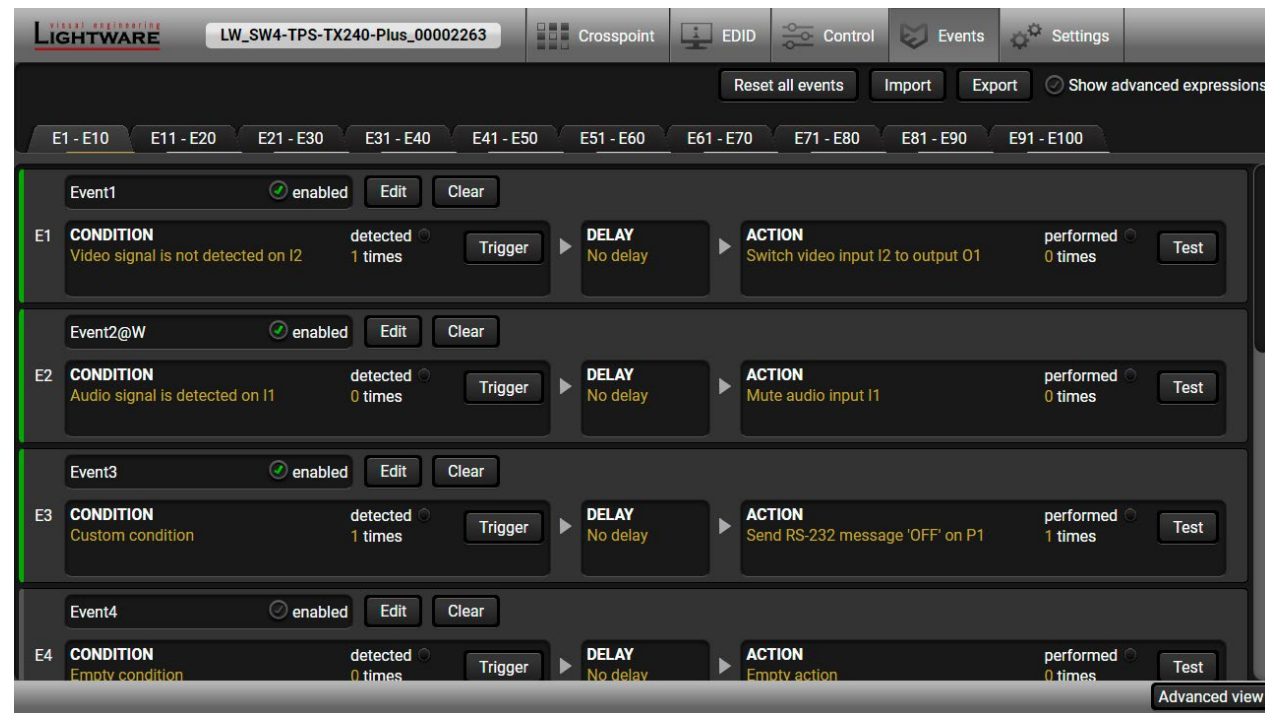 visual engineering
LIGHTWARE
LW_SW4-TPS-TX240-Plus_00002263
Crosspoint
EDID
Control
Events
Settings
Reset all events
Import
Export
Show advanced expressions
E1 - E10
E11 - E20
E21 - E30
E31 - E40
E41 - E50
E51 - E60
E61 - E70
E71 - E80
E81 - E90
E91 - E100
Event1
enabled
Edit
Clear
E1
CONDITION
Video signal is not detected on I2
detected
1 times
Trigger
DELAY
No delay
ACTION
Switch video input I2 to output O1
performed
0 times
Test
Event2@W
enabled
Edit
Clear
E2
CONDITION
Audio signal is detected on I1
detected
0 times
Trigger
DELAY
No delay
ACTION
Mute audio input I1
performed
0 times
Test
Event3
enabled
Edit
Clear
E3
CONDITION
Custom condition
detected
1 times
Trigger
DELAY
No delay
ACTION
Send RS-232 message 'OFF' on P1
performed
1 times
Test
Event4
enabled
Edit
Clear
E4
CONDITION
Empty condition
detected
0 times
Trigger
DELAY
No delay
ACTION
Empty action
performed
0 times
Test
Advanced view